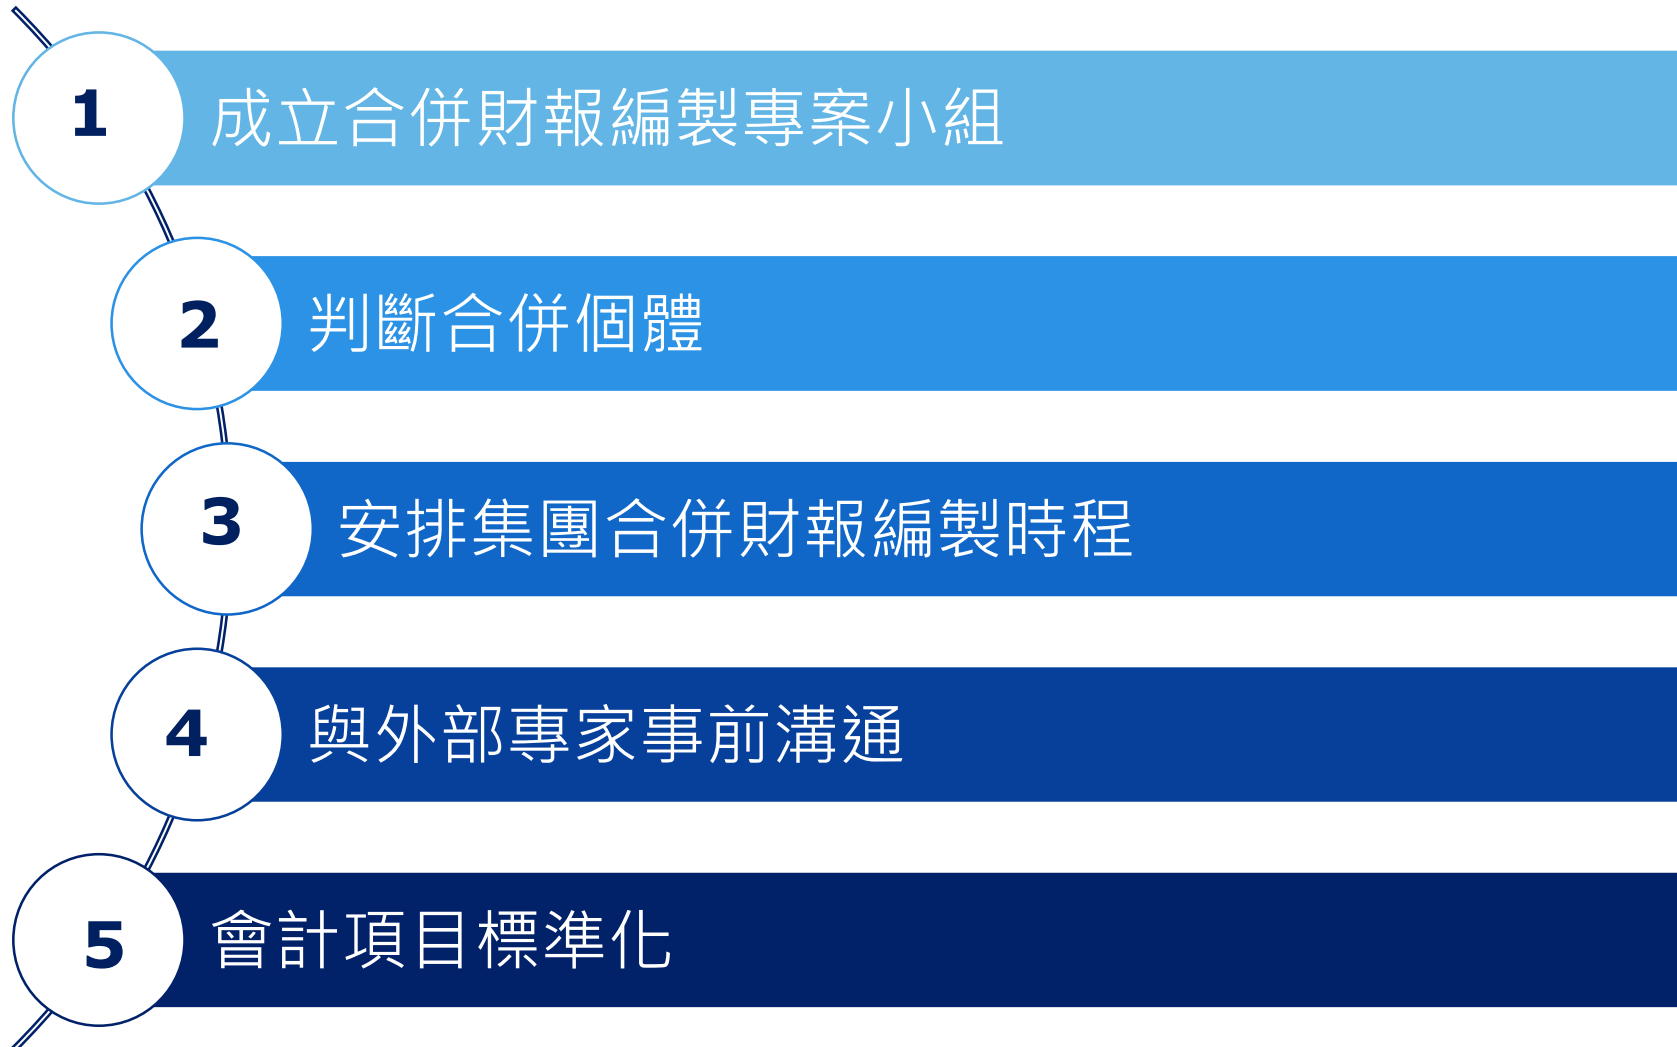 1 成立合併財報編製專案小組
2 判斷合併個體
3 安排集團合併財報編製時程
4 與外部專家事前溝通
5 會計項目標準化